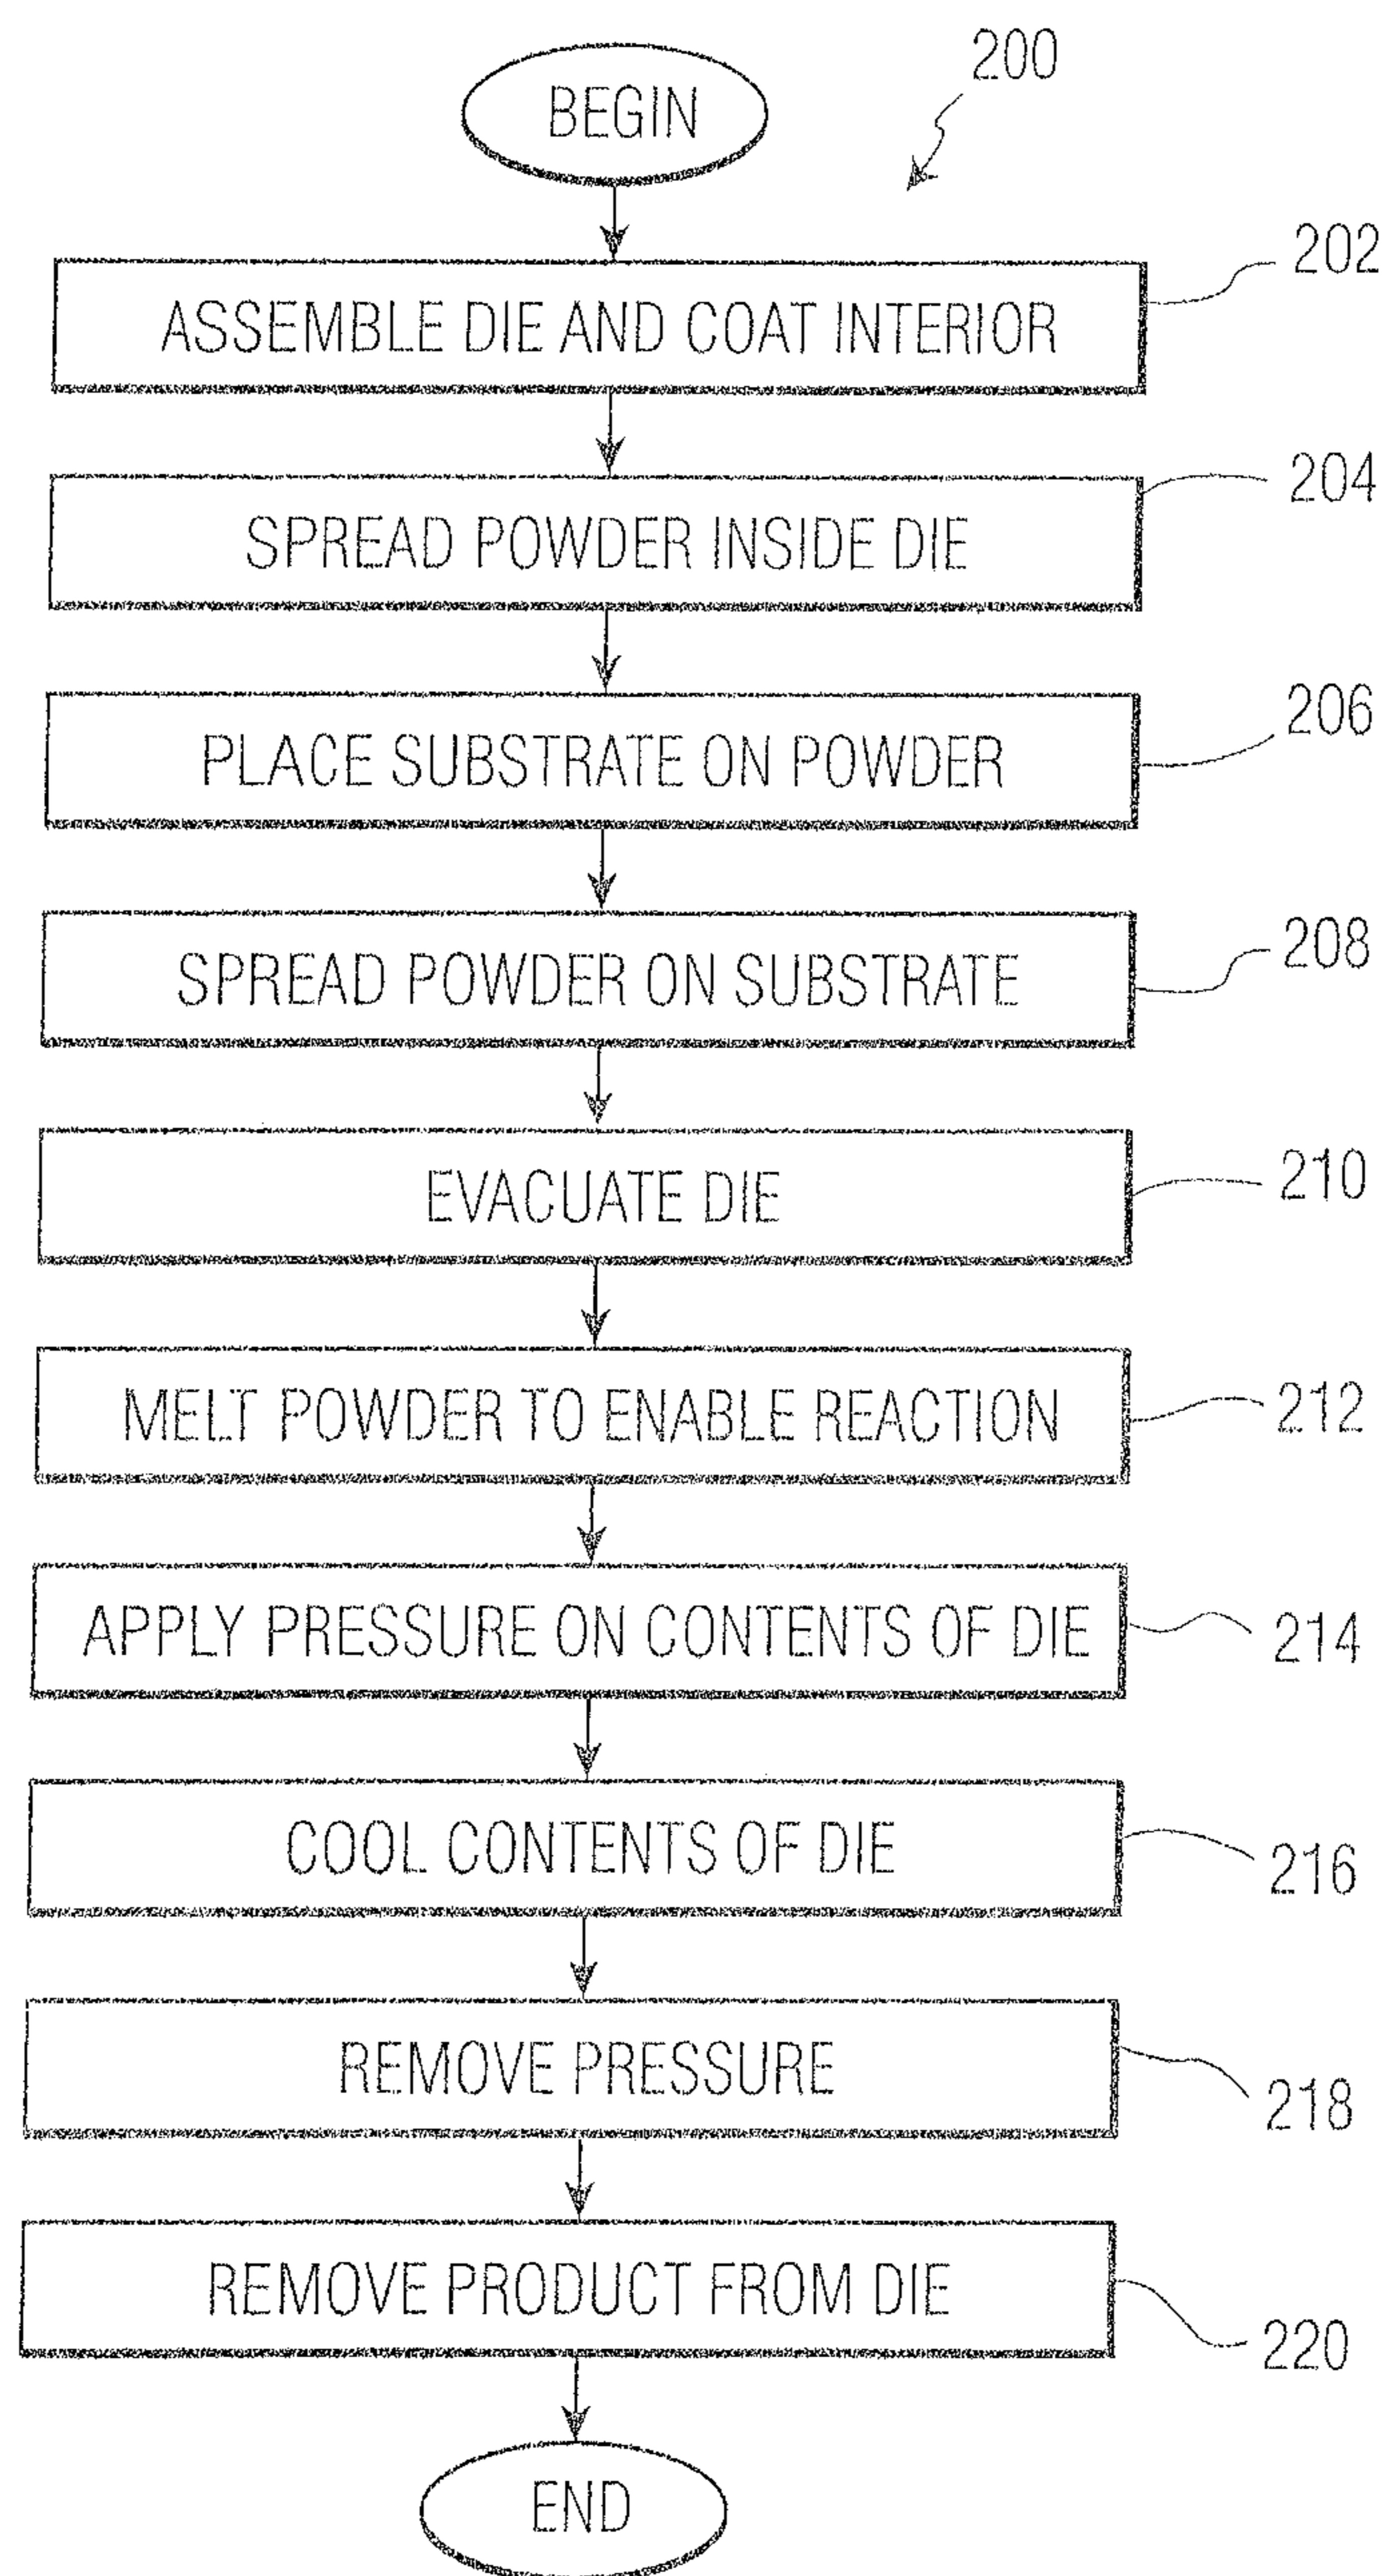 BEGIN
200
ASSEMBLE DIE AND COAT INTERIOR
202
SPREAD POWDER INSIDE DIE
204
PLACE SUBSTRATE ON POWDER
206
SPREAD POWDER ON SUBSTRATE
208
EVACUATE DIE
210
MELT POWDER TO ENABLE REACTION
212
APPLY PRESSURE ON CONTENTS OF DIE
214
COOL CONTENTS OF DIE
216
REMOVE PRESSURE
218
REMOVE PRODUCT FROM DIE
220
END